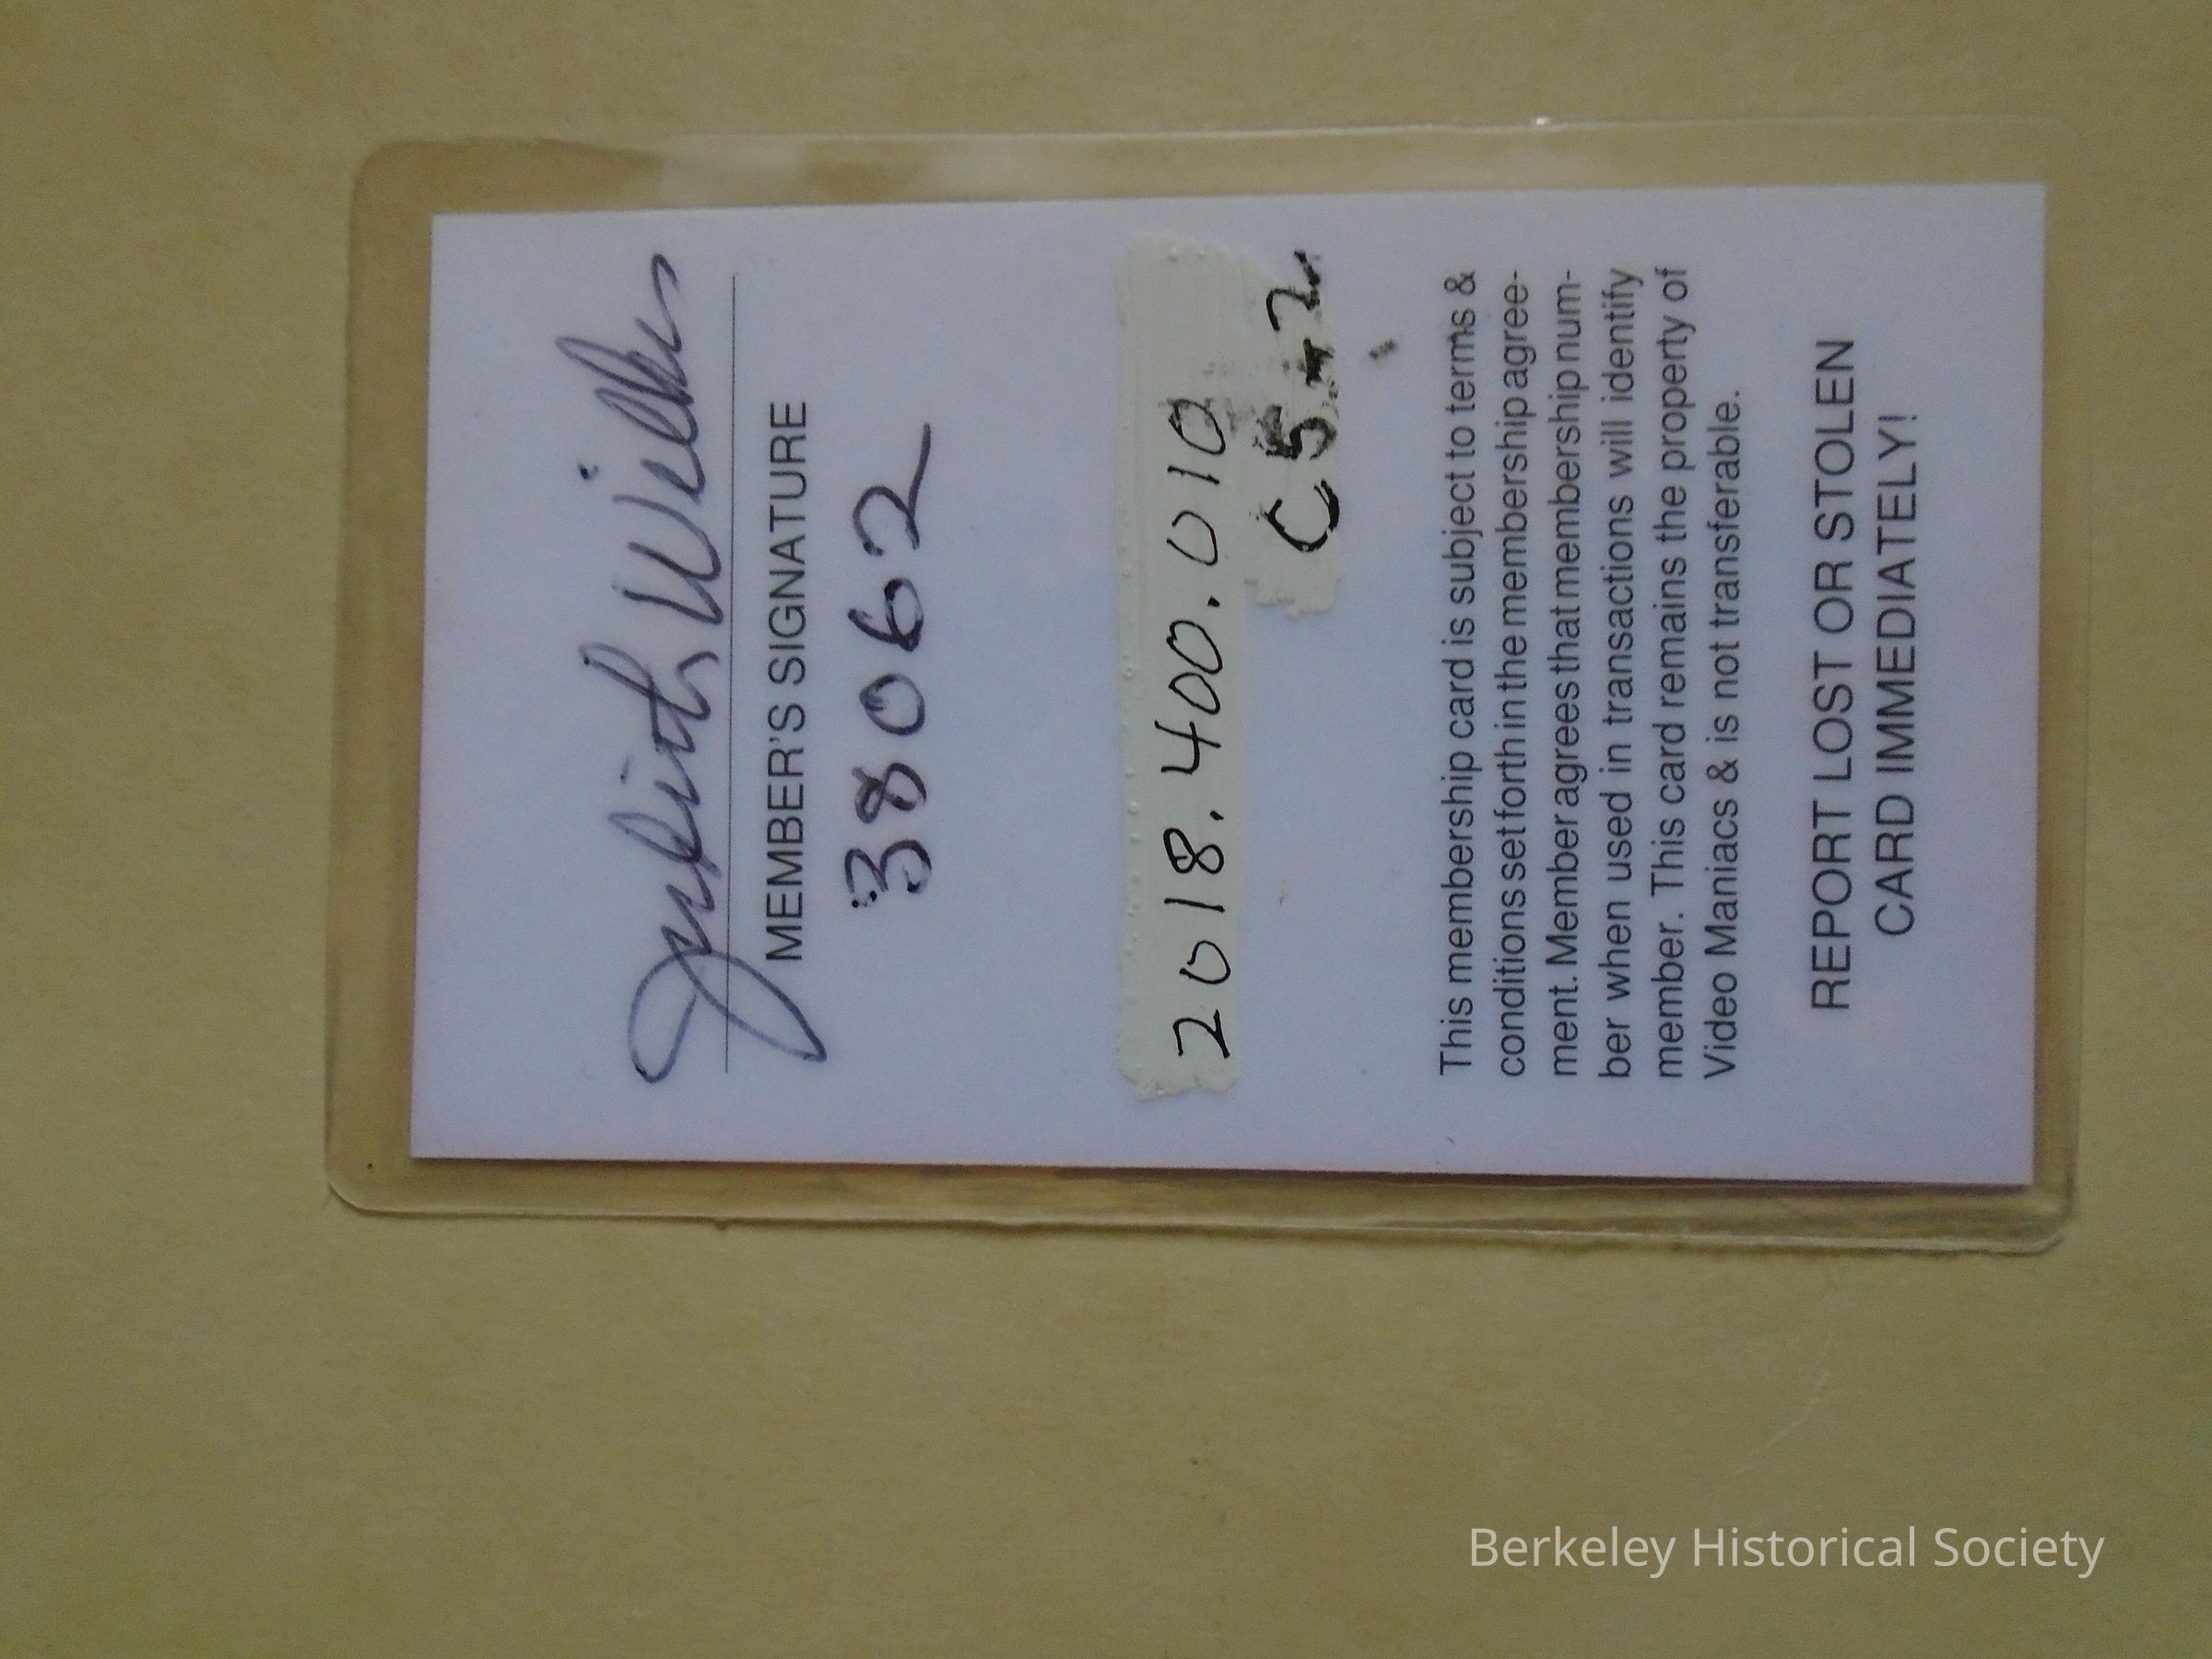 Judith Wilkes
MEMBER'S SIGNATURE
38062
2018.400.010
C5-2
This membership card is subject to terms &
conditions set forth in the membership agree-
ment. Member agrees that membership num-
ber when used in transactions will identify
member. This card remains the property of
Video Maniacs & is not transferable.
REPORT LOST OR STOLEN
CARD IMMEDIATELY!
Berkeley Historical Society